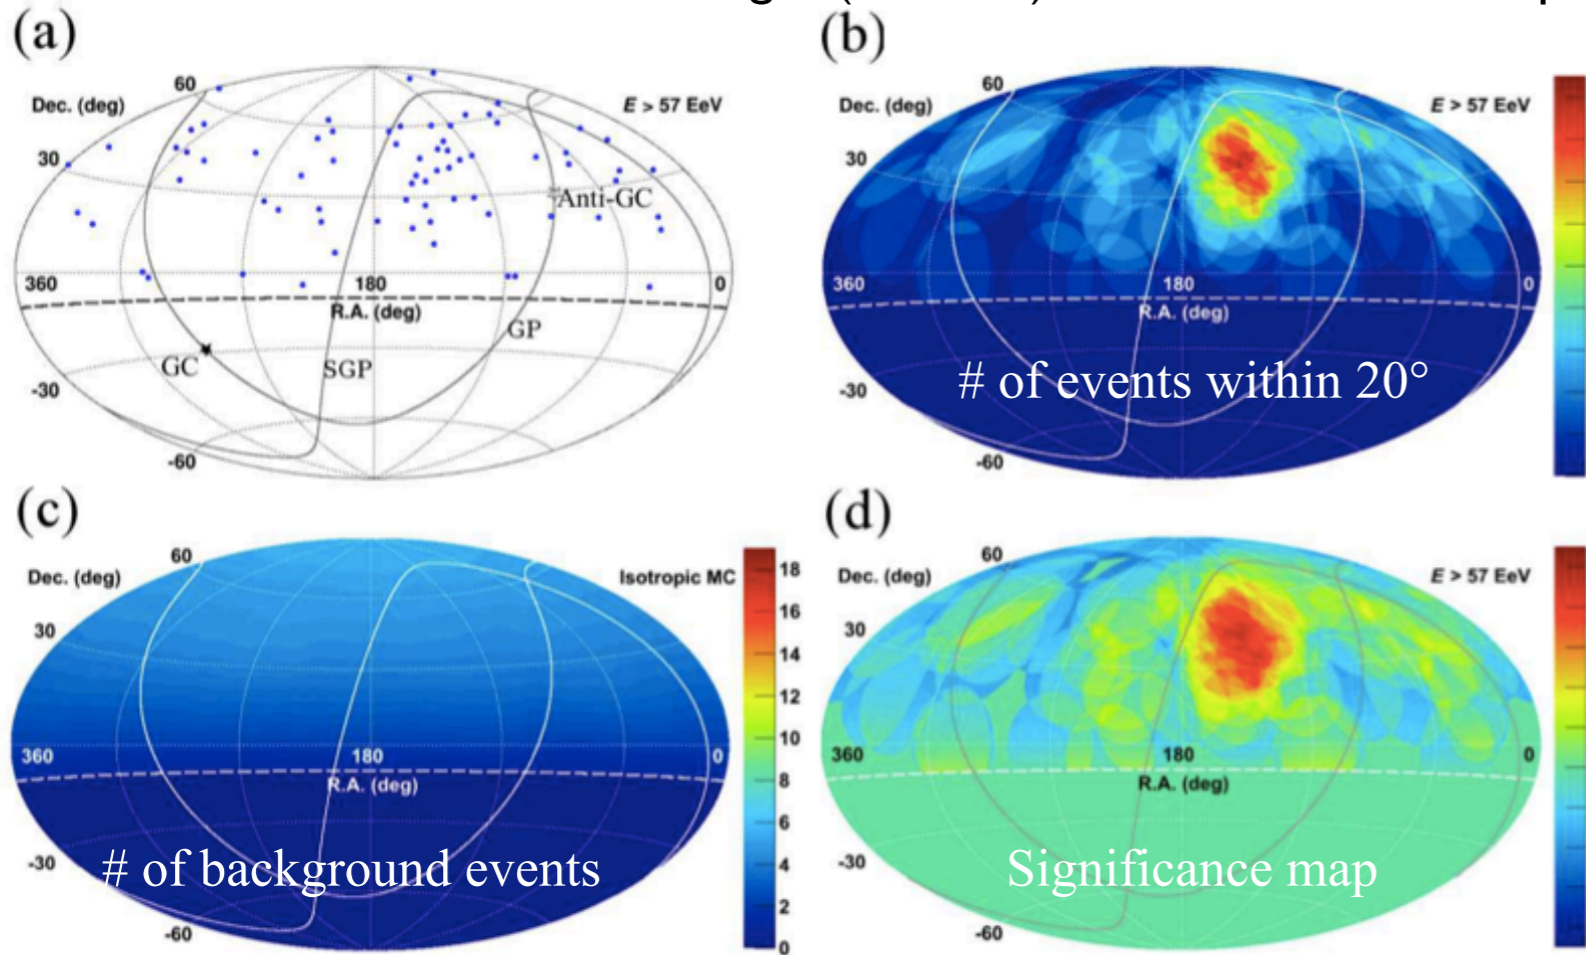 (a)
60
Dec. (deg)
E > 57 EeV
30
Anti-GC
360
180
0
R.A. (deg)
GP
GC
SGP
-30
-60
(b)
60
Dec. (deg)
E > 57 EeV
30
360
180
0
R.A. (deg)
# of events within 20°
-30
-60
(c)
60
Dec. (deg)
Isotropic MC
30
360
180
0
R.A. (deg)
-30
# of background events
-60
18
16
14
12
10
8
6
4
2
0
(d)
60
Dec. (deg)
E > 57 EeV
30
360
180
0
R.A. (deg)
-30
Significance map
-60